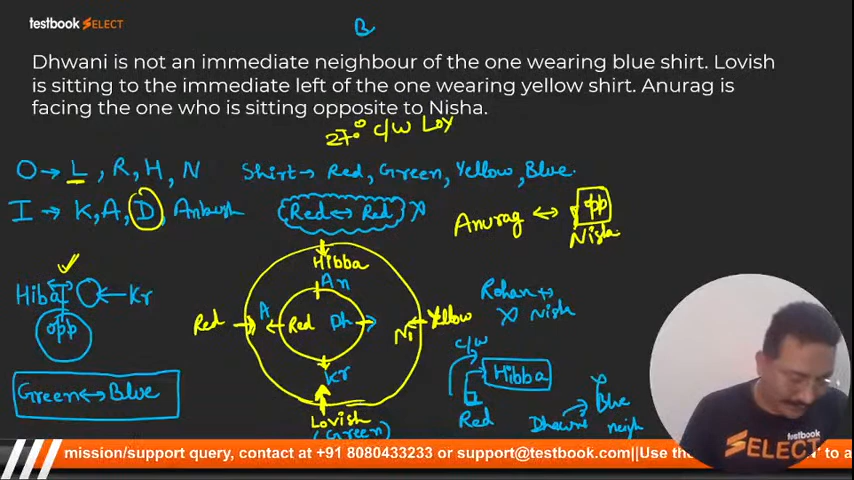 testbook SELECT
B
Dhwani is not an immediate neighbour of the one wearing blue shirt. Lovish
is sitting to the immediate left of the one wearing yellow shirt. Anurag is
facing the one who is sitting opposite to Nisha.
270° c/w Lov
O → L, R, H, N Shirt → Red, Green, Yellow, Blue.
I → K, A, D, Ankush Red ↔ Red X Anurag ↔ opp
Nisha
Hibba
Hiba Kr An Rohan ↔
X Nisha
opp Red A Red Dh Ni Yellow
c/w
Kr Hibba
Green ↔ Blue Blue
Lovish Red Dhwani neigh
(Green)
testbook
SELECT
mission/support query, contact at +91 8080433233 or support@testbook.com||Use the